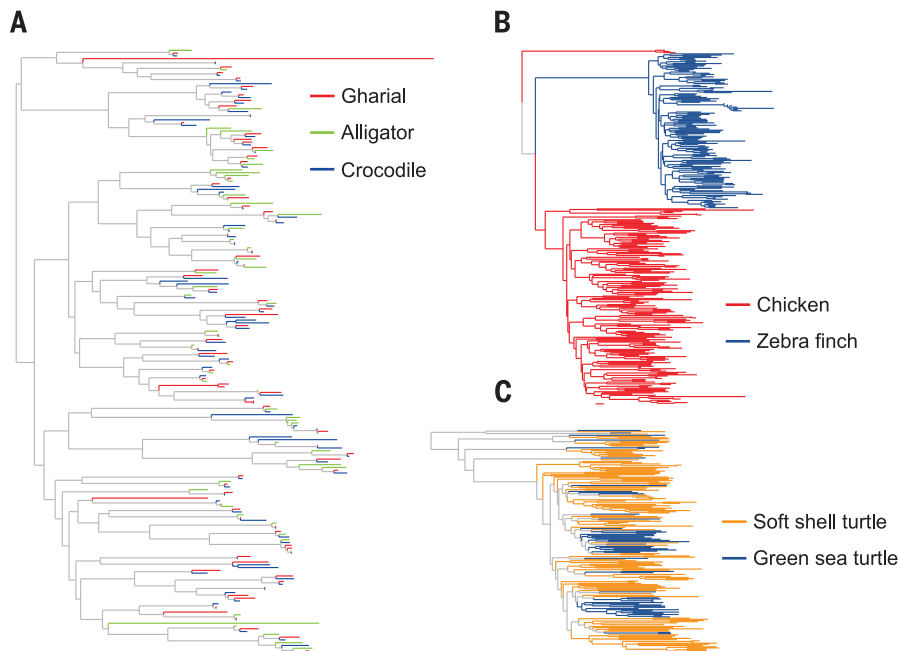 A
Gharial
Alligator
Crocodile
B
Chicken
Zebra finch
C
Soft shell turtle
Green sea turtle